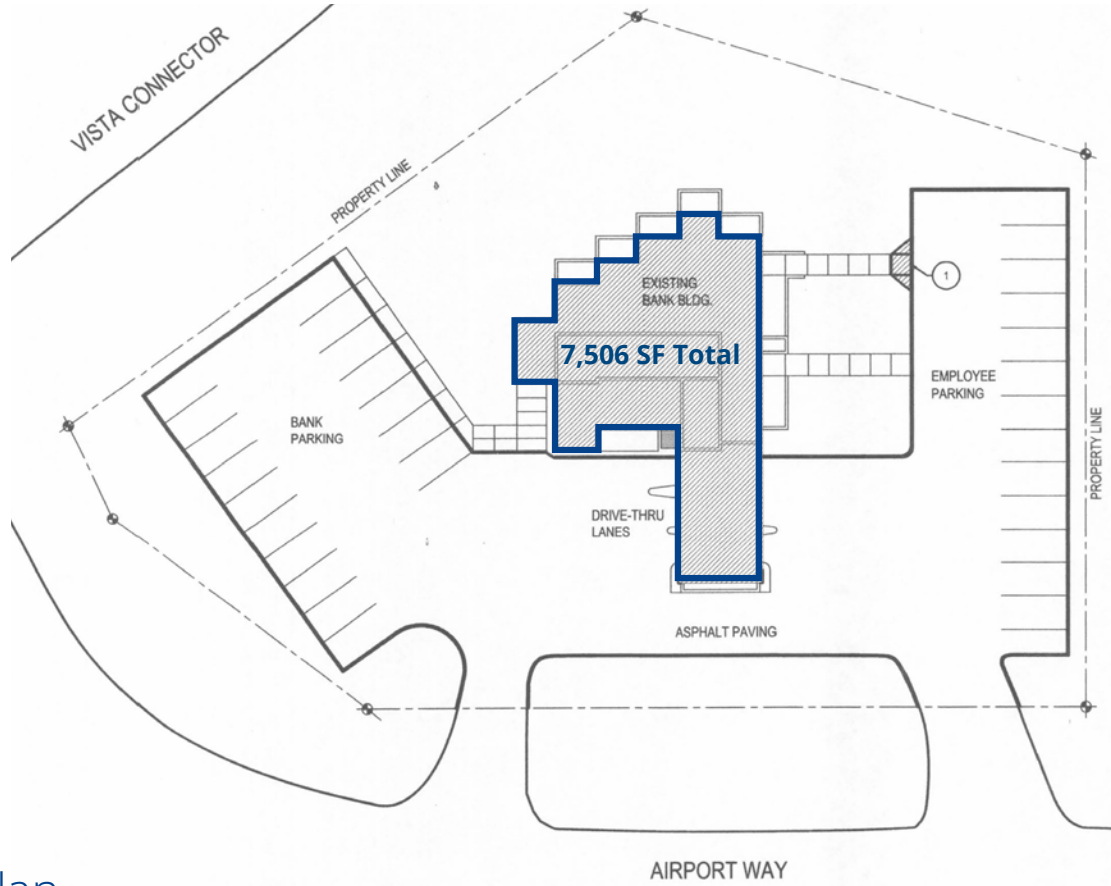 VISTA CONNECTOR
PROPERTY LINE
EXISTING
BANK BLDG.
1
7,506 SF Total
EMPLOYEE
PARKING
BANK
PARKING
PROPERTY LINE
DRIVE-THRU
LANES
ASPHALT PAVING
AIRPORT WAY